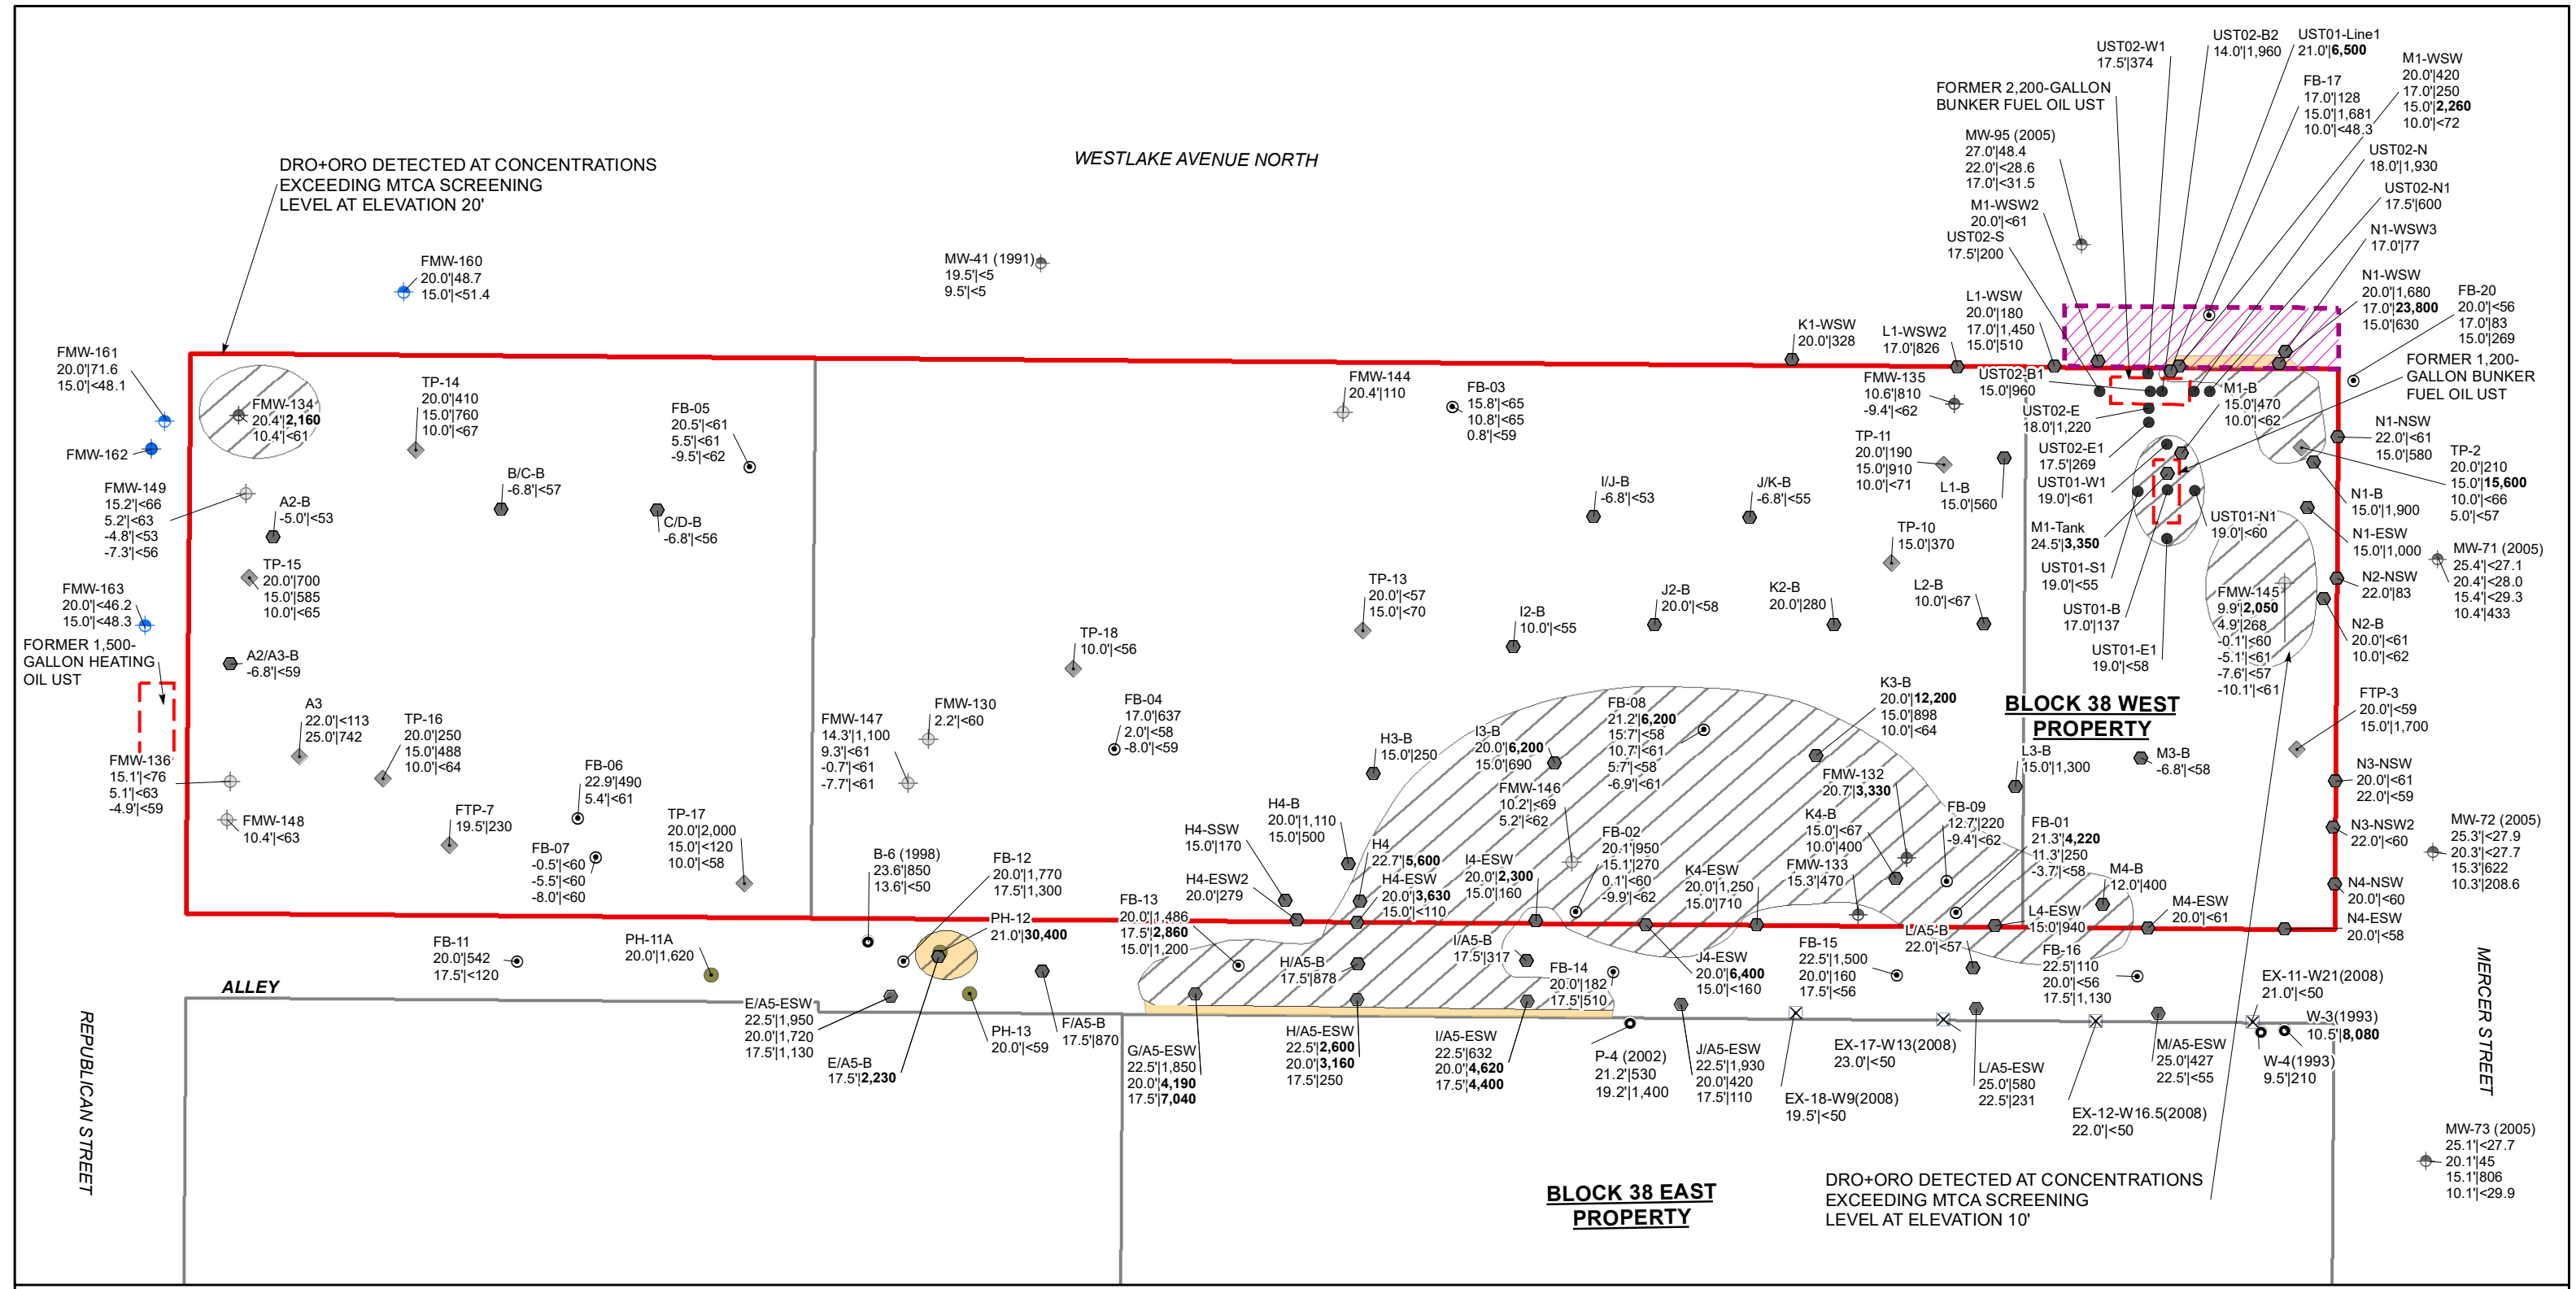 WESTLAKE AVENUE NORTH
DRO+ORO DETECTED AT CONCENTRATIONS
EXCEEDING MTCA SCREENING
LEVEL AT ELEVATION 20'
FMW-160
20.0'|48.7
15.0'|<51.4
MW-41 (1991)
19.5'|<5
9.5'|<5
FMW-161
20.0'|71.6
15.0'|<48.1
FMW-162
FMW-149
15.2'|<66
5.2'|<63
-4.8'|<53
-7.3'|<56
FMW-163
20.0'|<46.2
15.0'|<48.3
FORMER 1,500-
GALLON HEATING
OIL UST
FMW-136
15.1'|<76
5.1'|<63
-4.9'|<59
FMW-134
20.4'|2,160
10.4'|<61
TP-14
20.0'|410
15.0'|760
10.0'|<67
A2-B
-5.0'|<53
B/C-B
-6.8'|<57
C/D-B
-6.8'|<56
FB-05
20.5'|<61
5.5'|<61
-9.5'|<62
TP-15
20.0'|700
15.0'|585
10.0'|<65
A2/A3-B
-6.8'|<59
A3
22.0'|<113
25.0'|742
TP-16
20.0'|250
15.0'|488
10.0'|<64
FMW-148
10.4'|<63
FTP-7
19.5'|230
FB-06
22.9'|490
5.4'|<61
FB-07
-0.5'|<60
-5.5'|<60
-8.0'|<60
TP-17
20.0'|2,000
15.0'|<120
10.0'|<58
FMW-147
14.3'|1,100
9.3'|<61
-0.7'|<61
-7.7'|<61
FMW-130
2.2'|<60
TP-18
10.0'|<56
FB-04
17.0'|637
2.0'|<58
-8.0'|<59
FMW-144
20.4'|110
FB-03
15.8'|<65
10.8'|<65
0.8'|<59
TP-13
20.0'|<57
15.0'|<70
I/J-B
-6.8'|<53
J/K-B
-6.8'|<55
I2-B
10.0'|<55
J2-B
20.0'|<58
K2-B
20.0'|280
L2-B
10.0'|<67
TP-10
15.0'|370
TP-11
20.0'|190
15.0'|910
10.0'|<71
FMW-135
10.6'|810
-9.4'|<62
L1-B
15.0'|560
K1-WSW
20.0'|328
L1-WSW2
17.0'|826
L1-WSW
20.0'|180
17.0'|1,450
15.0'|510
UST02-S
17.5'|200
M1-WSW2
20.0'|<61
MW-95 (2005)
27.0'|48.4
22.0'|<28.6
17.0'|<31.5
FORMER 2,200-GALLON
BUNKER FUEL OIL UST
UST02-W1
17.5'|374
UST02-B2
14.0'|1,960
UST01-Line1
21.0'|6,500
FB-17
17.0'|128
15.0'|1,681
10.0'|<48.3
M1-WSW
20.0'|420
17.0'|250
15.0'|2,260
10.0'|<72
UST02-N
18.0'|1,930
UST02-N1
17.5'|600
N1-WSW3
17.0'|77
N1-WSW
20.0'|1,680
17.0'|23,800
15.0'|630
FB-20
20.0'|<56
17.0'|83
15.0'|269
FORMER 1,200-
GALLON BUNKER
FUEL OIL UST
UST02-B1
15.0'|960
UST02-E
18.0'|1,220
UST02-E1
17.5'|269
UST01-W1
19.0'|<61
M1-Tank
24.5'|3,350
UST01-S1
19.0'|<55
UST01-B
17.0'|137
UST01-E1
19.0'|<58
UST01-N1
19.0'|<60
M1-B
15.0'|470
10.0'|<62
N1-NSW
22.0'|<61
15.0'|580
TP-2
20.0'|210
15.0'|15,600
10.0'|<66
5.0'|<57
N1-B
15.0'|1,900
N1-ESW
15.0'|1,000
MW-71 (2005)
25.4'|<27.1
20.4'|<28.0
15.4'|<29.3
10.4'|433
N2-NSW
22.0'|83
N2-B
20.0'|<61
10.0'|<62
FMW-145
9.9'|2,050
4.9'|268
-0.1'|<60
-5.1'|<61
-7.6'|<57
-10.1'|<61
FTP-3
20.0'|<59
15.0'|1,700
BLOCK 38 WEST
PROPERTY
L3-B
15.0'|1,300
M3-B
-6.8'|<58
N3-NSW
20.0'|<61
22.0'|<59
N3-NSW2
22.0'|<60
MW-72 (2005)
25.3'|<27.9
20.3'|<27.7
15.3'|622
10.3'|208.6
N4-NSW
20.0'|<60
N4-ESW
20.0'|<58
H3-B
15.0'|250
I3-B
20.0'|6,200
15.0'|690
FB-08
21.2'|6,200
15.7'|<58
10.7'|<61
5.7'|<58
-6.9'|<61
K3-B
20.0'|12,200
15.0'|898
10.0'|<64
FMW-132
20.7'|3,330
FMW-146
10.2'|<69
5.2'|<62
H4-B
20.0'|1,110
15.0'|500
H4-SSW
15.0'|170
H4-ESW2
20.0'|279
H4
22.7'|5,600
H4-ESW
20.0'|3,630
15.0'|<110
I4-ESW
20.0'|2,300
15.0'|160
FB-02
20.1'|950
15.1'|270
0.1'|<60
-9.9'|<62
K4-ESW
20.0'|1,250
15.0'|710
K4-B
15.0'|<67
10.0'|400
FMW-133
15.3'|470
FB-09
12.7'|220
-9.4'|<62
FB-01
21.3'|4,220
11.3'|250
-3.7'|<58
M4-B
12.0'|400
L4-ESW
15.0'|940
M4-ESW
20.0'|<61
B-6 (1998)
23.6'|850
13.6'|<50
FB-12
20.0'|1,770
17.5'|1,300
PH-12
21.0'|30,400
FB-13
20.0'|1,486
17.5'|2,860
15.0'|1,200
FB-11
20.0'|542
17.5'|<120
PH-11A
20.0'|1,620
ALLEY
E/A5-ESW
22.5'|1,950
20.0'|1,720
17.5'|1,130
E/A5-B
17.5'|2,230
PH-13
20.0'|<59
F/A5-B
17.5'|870
G/A5-ESW
22.5'|1,850
20.0'|4,190
17.5'|7,040
H/A5-B
17.5'|878
H/A5-ESW
22.5'|2,600
20.0'|3,160
17.5'|250
I/A5-B
17.5'|317
I/A5-ESW
22.5'|632
20.0'|4,620
17.5'|4,400
FB-14
20.0'|182
17.5'|510
J4-ESW
20.0'|6,400
15.0'|<160
P-4 (2002)
21.2'|530
19.2'|1,400
J/A5-ESW
22.5'|1,930
20.0'|420
17.5'|110
FB-15
22.5'|1,500
20.0'|160
17.5'|<56
L/A5-B
22.0'|<57
FB-16
22.5'|110
20.0'|<56
17.5'|1,130
EX-18-W9(2008)
19.5'|<50
EX-17-W13(2008)
23.0'|<50
L/A5-ESW
25.0'|580
22.5'|231
EX-12-W16.5(2008)
22.0'|<50
M/A5-ESW
25.0'|427
22.5'|<55
EX-11-W21(2008)
21.0'|<50
W-3(1993)
10.5'|8,080
W-4(1993)
9.5'|210
MW-73 (2005)
25.1'|<27.7
20.1'|45
15.1'|806
10.1'|<29.9
REPUBLICAN STREET
MERCER STREET
BLOCK 38 EAST
PROPERTY
DRO+ORO DETECTED AT CONCENTRATIONS
EXCEEDING MTCA SCREENING
LEVEL AT ELEVATION 10'